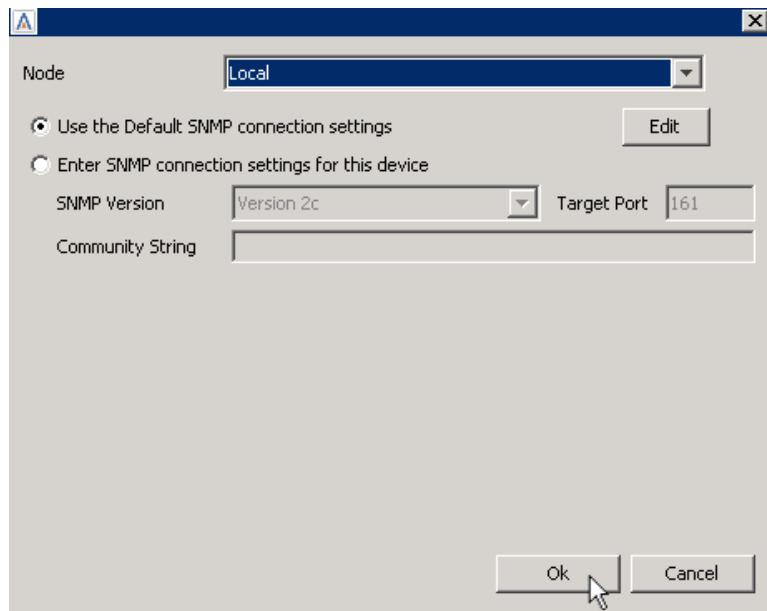 Node Local
Use the Default SNMP connection settings Edit
Enter SNMP connection settings for this device
SNMP Version Version 2c Target Port 161
Community String
Ok Cancel